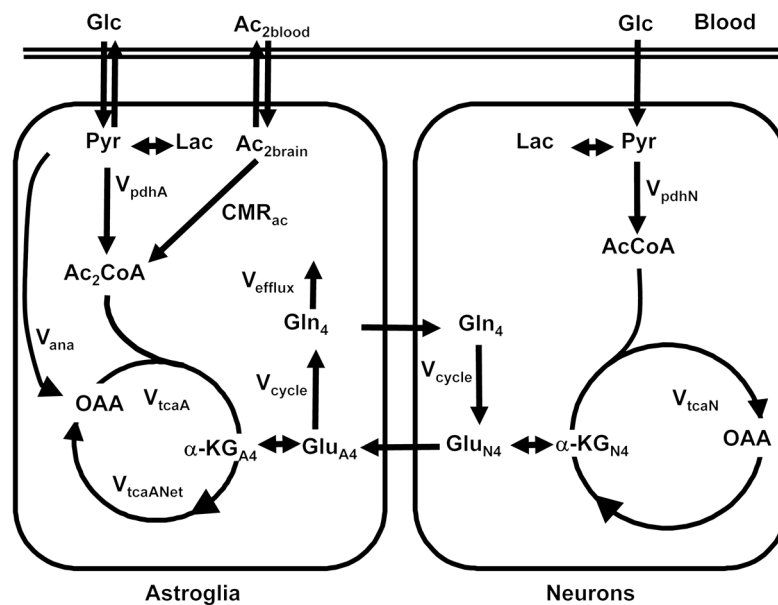 Glc Ac₂blood Glc Blood
Pyr Lac Ac₂brain Lac Pyr
VpdhA VpdhN
CMRac
Ac₂CoA AcCoA
Vefflux
Gln₄ Gln₄
Vana
Vcycle Vcycle
OAA VtcaA VtcaN
α-KGA4 GluA4 GluN4 α-KGN4 OAA
VtcaANet
Astroglia Neurons